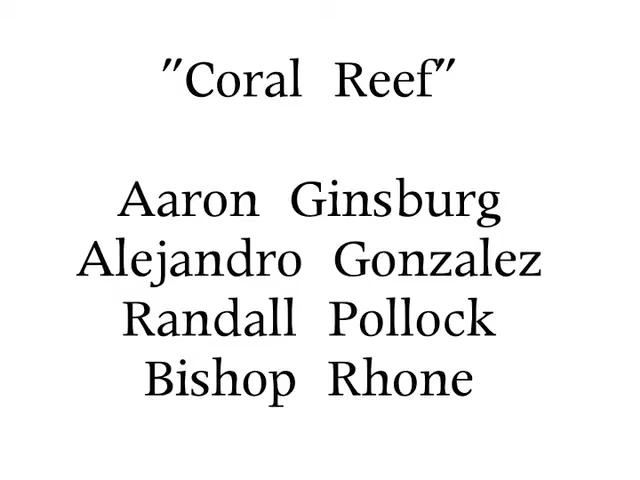 "Coral Reef"
Aaron Ginsburg
Alejandro Gonzalez
Randall Pollock
Bishop Rhone